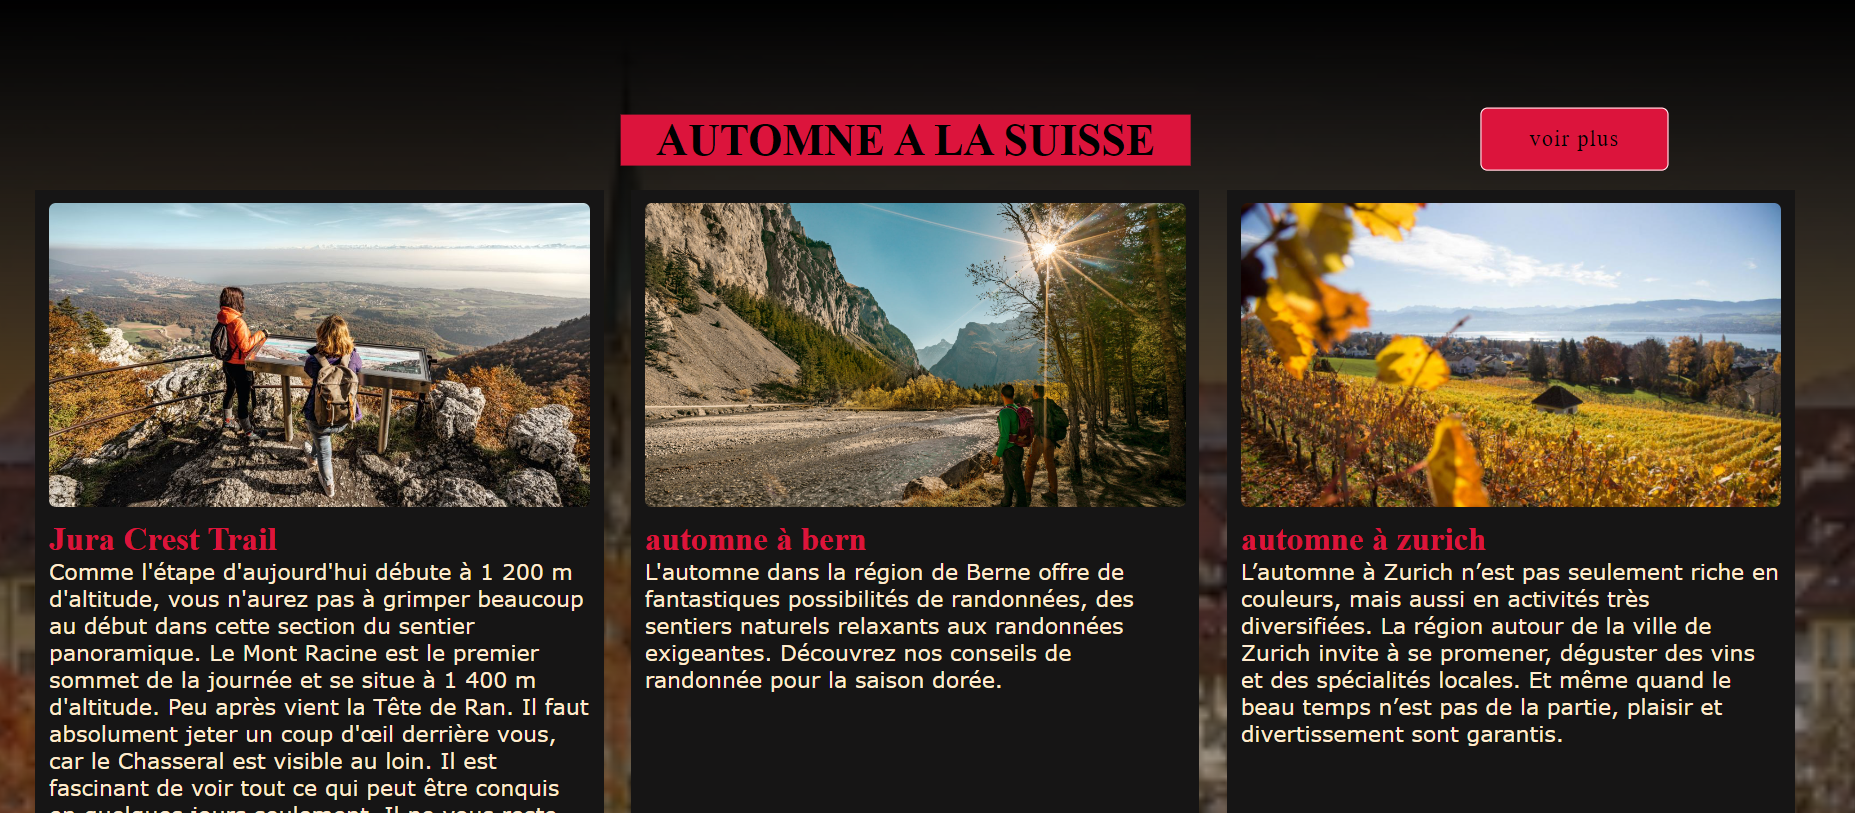 AUTOMNE A LA SUISSE
voir plus
Jura Crest Trail
Comme l'étape d'aujourd'hui débute à 1 200 m
d'altitude, vous n'aurez pas à grimper beaucoup
au début dans cette section du sentier
panoramique. Le Mont Racine est le premier
sommet de la journée et se situe à 1 400 m
d'altitude. Peu après vient la Tête de Ran. Il faut
absolument jeter un coup d'œil derrière vous,
car le Chasseral est visible au loin. Il est
fascinant de voir tout ce qui peut être conquis
en quelques jours seulement. Il ne vous reste
automne à bern
L'automne dans la région de Berne offre de
fantastiques possibilités de randonnées, des
sentiers naturels relaxants aux randonnées
exigeantes. Découvrez nos conseils de
randonnée pour la saison dorée.
automne à zurich
L’automne à Zurich n’est pas seulement riche en
couleurs, mais aussi en activités très
diversifiées. La région autour de la ville de
Zurich invite à se promener, déguster des vins
et des spécialités locales. Et même quand le
beau temps n’est pas de la partie, plaisir et
divertissement sont garantis.